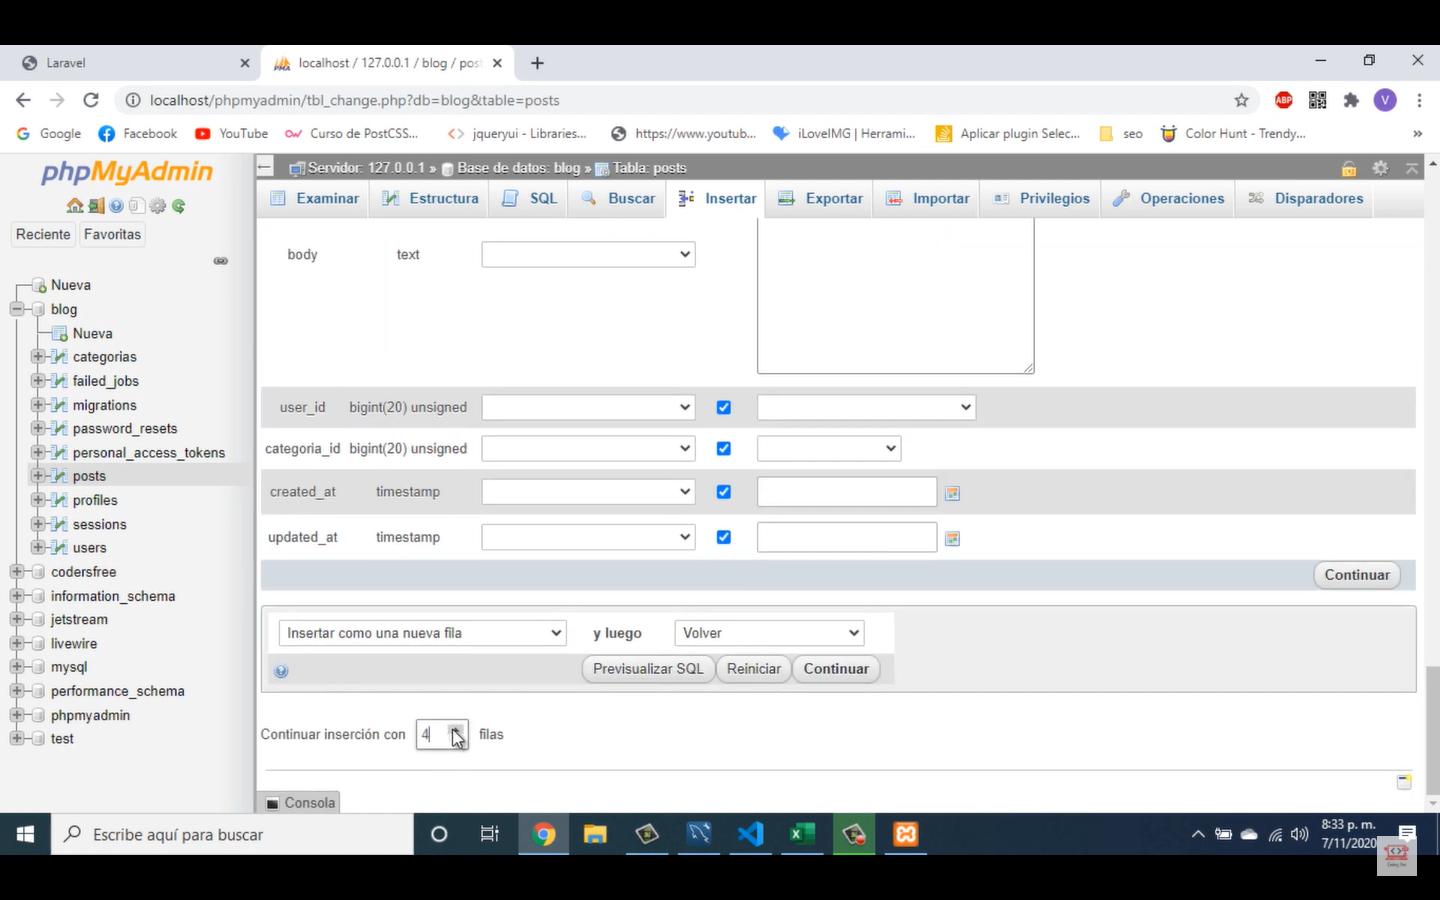 Laravel
localhost / 127.0.0.1 / blog / post
localhost/phpmyadmin/tbl_change.php?db=blog&table=posts
ABP
V
Google
Facebook
YouTube
Curso de PostCSS...
jqueryui - Libraries...
https://www.youtub...
iLoveIMG | Herrami...
Aplicar plugin Selec...
seo
Color Hunt - Trendy...
»
phpMyAdmin
Reciente
Favoritas
Nueva
blog
Nueva
categorias
failed_jobs
migrations
password_resets
personal_access_tokens
posts
profiles
sessions
users
codersfree
information_schema
jetstream
livewire
mysql
performance_schema
phpmyadmin
test
Servidor: 127.0.0.1 » Base de datos: blog » Tabla: posts
Examinar
Estructura
SQL
Buscar
Insertar
Exportar
Importar
Privilegios
Operaciones
Disparadores
body text
user_id bigint(20) unsigned
categoria_id bigint(20) unsigned
created_at timestamp
updated_at timestamp
Continuar
Insertar como una nueva fila y luego Volver
Previsualizar SQL Reiniciar Continuar
Continuar inserción con 4 filas
Consola
Escribe aquí para buscar
8:33 p. m.
7/11/2020